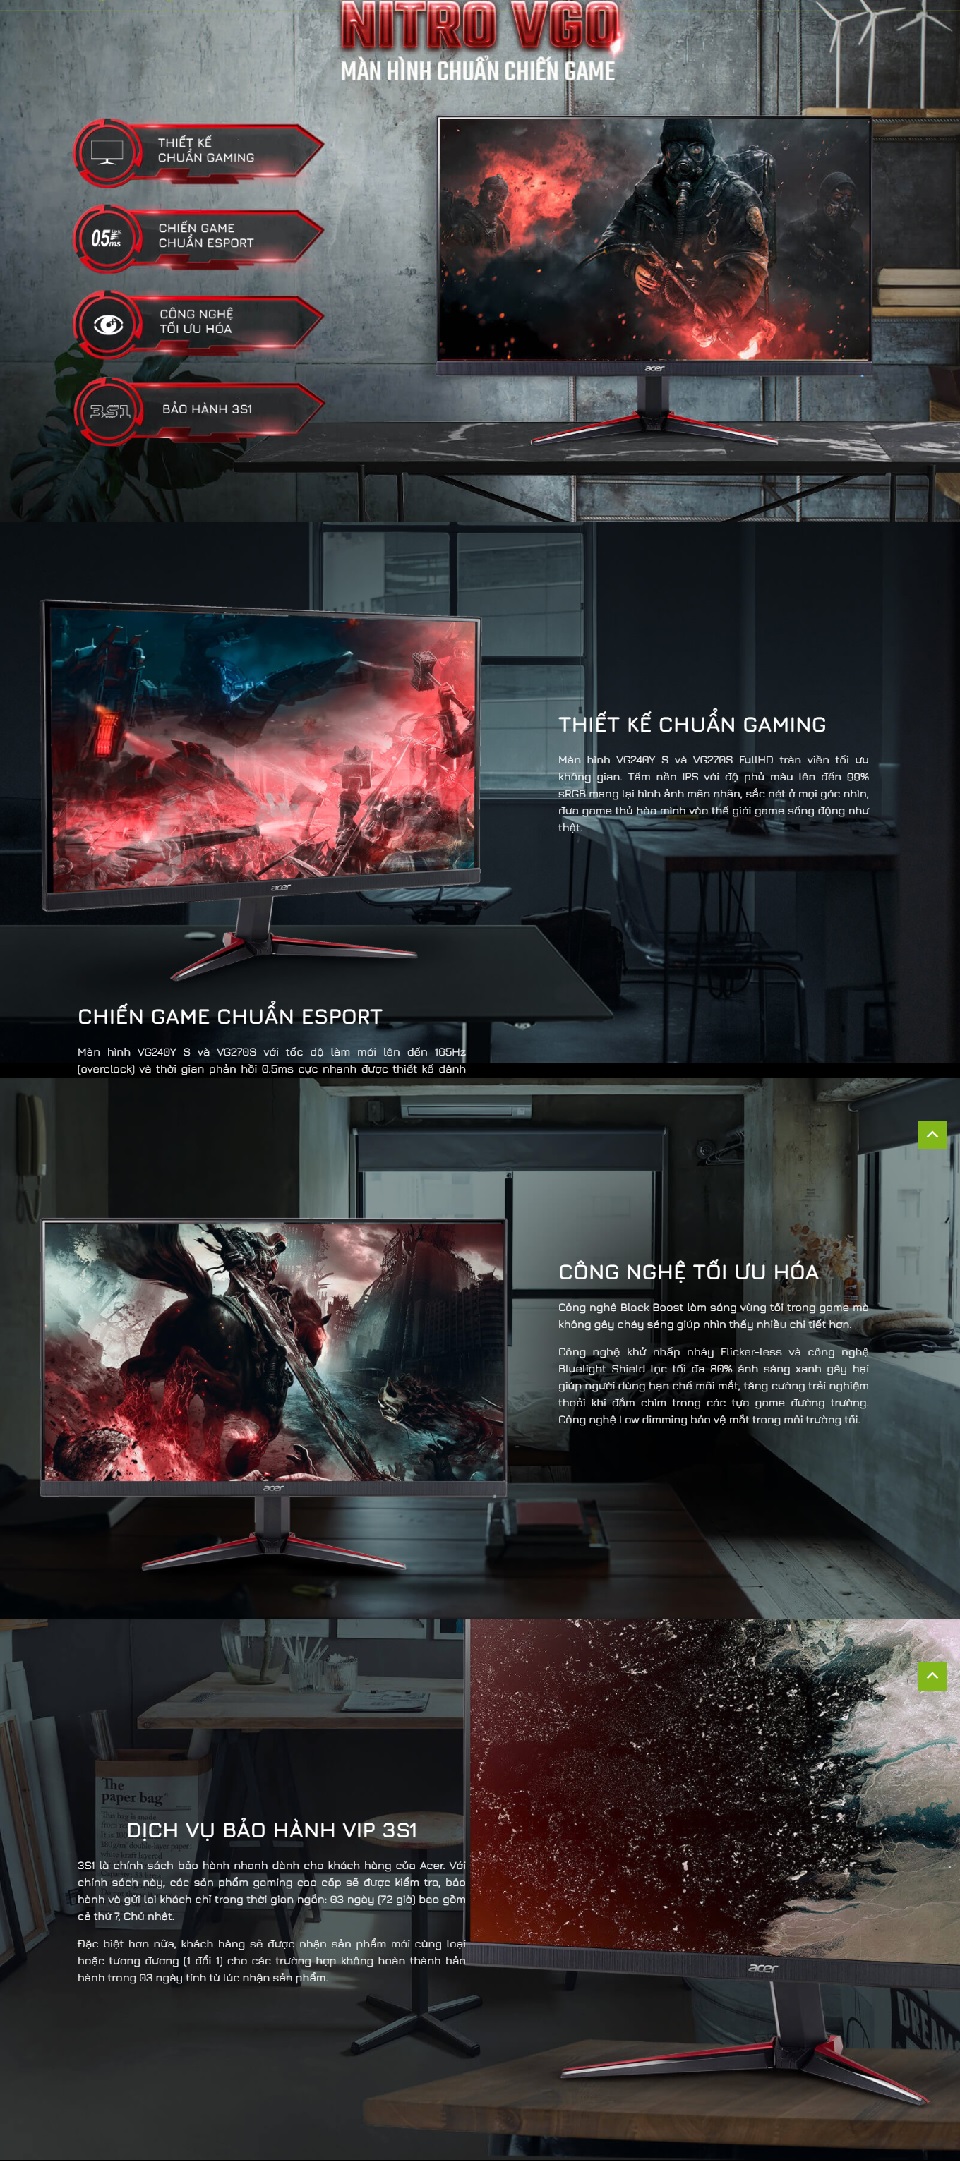 NITRO VGO
MÀN HÌNH CHUẨN CHIẾN GAME
THIẾT KẾ
CHUẨN GAMING
0.5
ms
CHIẾN GAME
CHUẨN ESPORT
CÔNG NGHỆ
TỐI ƯU HÓA
3S1
BẢO HÀNH 3S1
acer
THIẾT KẾ CHUẨN GAMING
Màn hình VG240Y S và VG270S FullHD tràn viền tối ưu
không gian. Tấm nền IPS với độ phủ màu lên đến 99%
sRGB mang lại hình ảnh mãn nhãn, sắc nét ở mọi góc nhìn,
đưa game thủ hòa mình vào thế giới game sống động như
thật.
acer
CHIẾN GAME CHUẨN ESPORT
Màn hình VG240Y S và VG270S với tốc độ làm mới lên đến 165Hz
(overclock) và thời gian phản hồi 0.5ms cực nhanh được thiết kế dành
CÔNG NGHỆ TỐI ƯU HÓA
Công nghệ Black Boost làm sáng vùng tối trong game mà
không gây cháy sáng giúp nhìn thấy nhiều chi tiết hơn.
Công nghệ khử nhấp nháy Flicker-less và công nghệ
Bluelight Shield lọc tối đa 80% ánh sáng xanh gây hại
giúp người dùng hạn chế mỏi mắt, tăng cường trải nghiệm
thoải khi đắm chìm trong các tựa game đường trường.
Công nghệ Low dimming bảo vệ mắt trong môi trường tối.
acer
The
paper bag
DỊCH VỤ BẢO HÀNH VIP 3S1
3S1 là chính sách bảo hành nhanh dành cho khách hàng của Acer. Với
chính sách này, các sản phẩm gaming cao cấp sẽ được kiểm tra, bảo
hành và gửi lại khách chỉ trong thời gian ngắn: 03 ngày (72 giờ) bao gồm
cả thứ 7, Chủ nhật.
Đặc biệt hơn nữa, khách hàng sẽ được nhận sản phẩm mới cùng loại
hoặc tương đương (1 đổi 1) cho các trường hợp không hoàn thành bản
hành trong 03 ngày tính từ lúc nhận sản phẩm.
acer
DREAMS